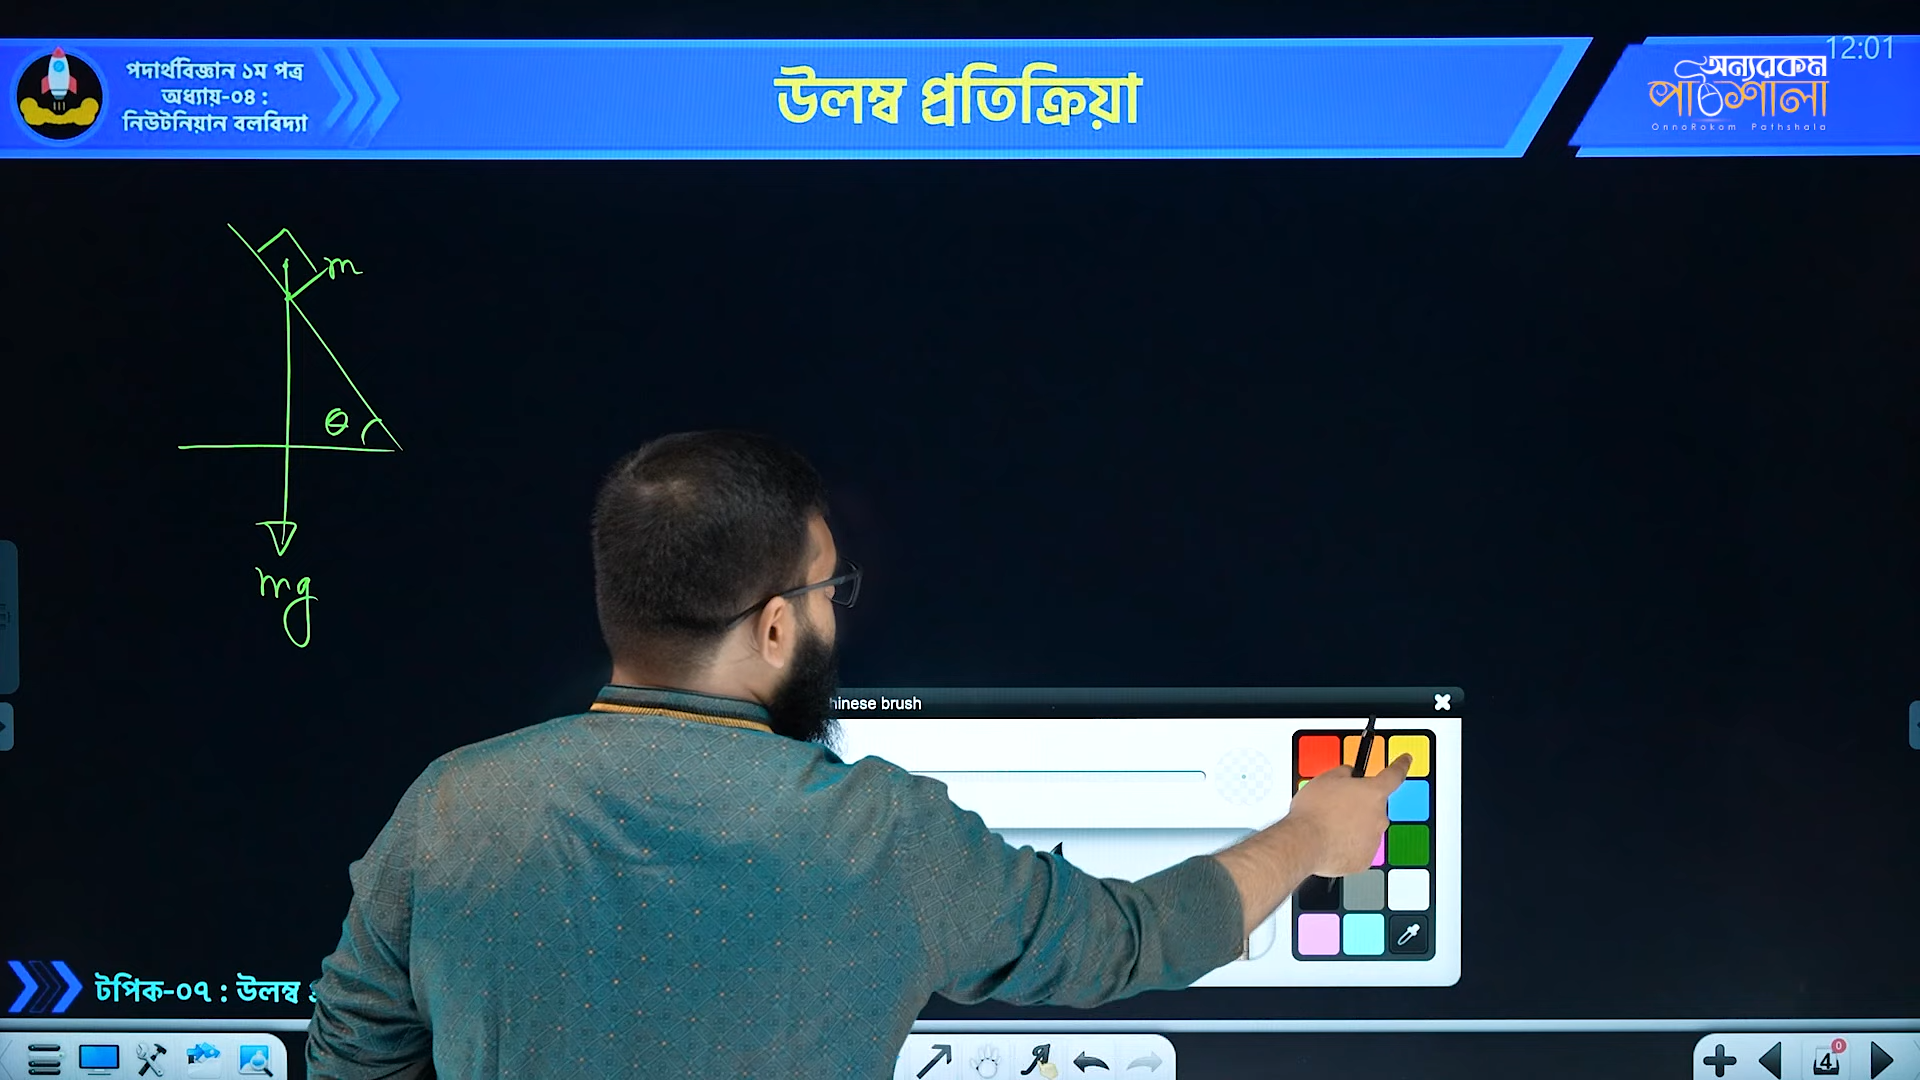 12:01
পদার্থবিজ্ঞান ১ম পত্র
অধ্যায়-০৪ :
নিউটনিয়ান বলবিদ্যা
উলম্ব প্রতিক্রিয়া
অন্যরকম
পাঠশালা
OnnoRokom Pathshala
m
θ
mg
hinese brush
টপিক-০৭ : উলম্ব
4
0